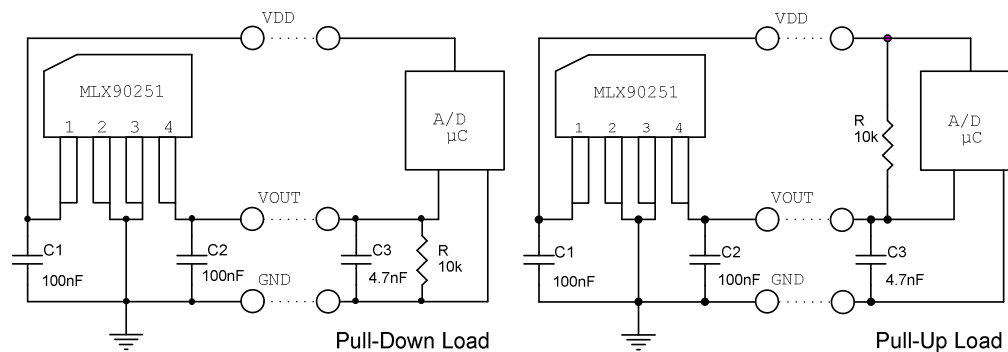 VDD
MLX90251
1 2 3 4
A/D
µC
VOUT
C1
100nF
C2
100nF
C3
4.7nF
R
10k
GND
Pull-Down Load
VDD
MLX90251
1 2 3 4
R
10k
A/D
µC
VOUT
C1
100nF
C2
100nF
C3
4.7nF
GND
Pull-Up Load